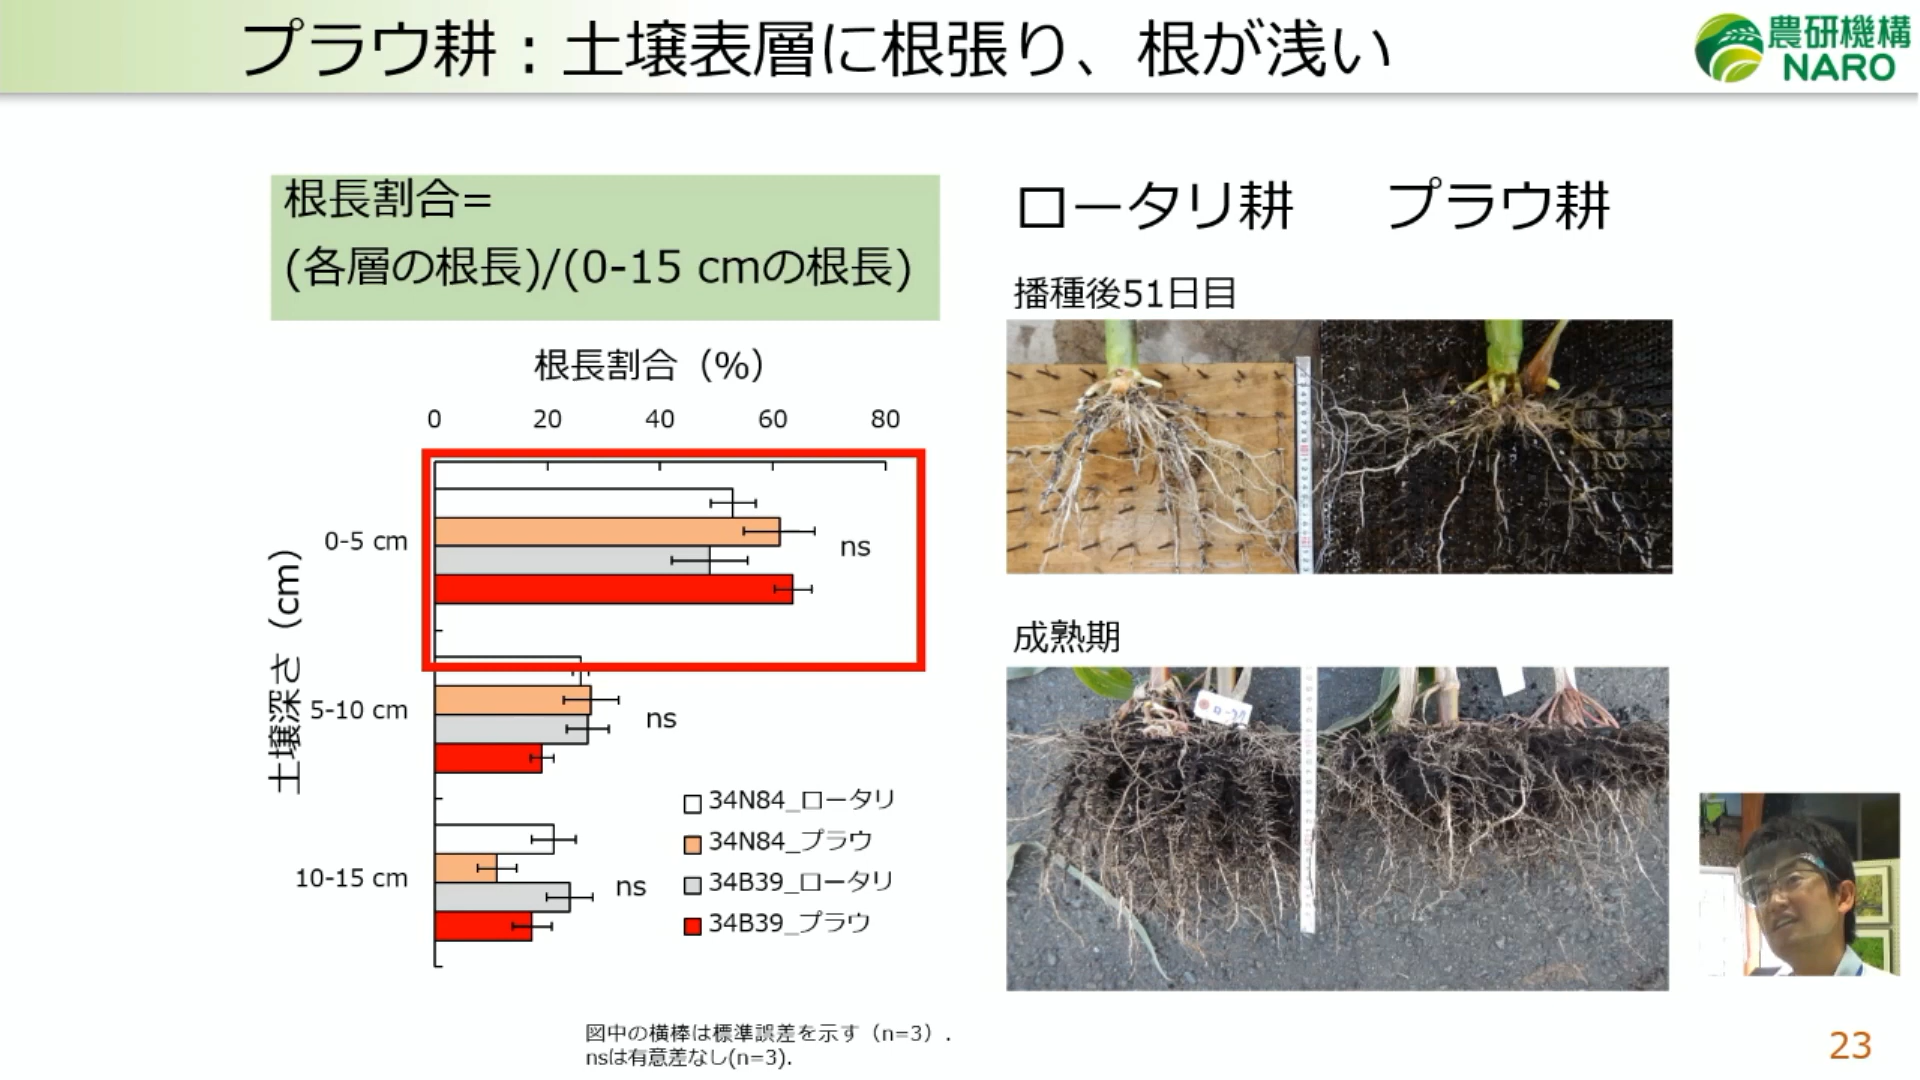 プラウ耕：土壌表層に根張り、根が浅い
農研機構
NARO
根長割合=
(各層の根長)/(0-15 cmの根長)
根長割合（%）
0 20 40 60 80
土壌深さ（cm）
0-5 cm
ns
5-10 cm
ns
10-15 cm
ns
34N84_ロータリ
34N84_プラウ
34B39_ロータリ
34B39_プラウ
図中の横棒は標準誤差を示す（n=3）.
nsは有意差なし(n=3).
ロータリ耕 プラウ耕
播種後51日目
成熟期
23